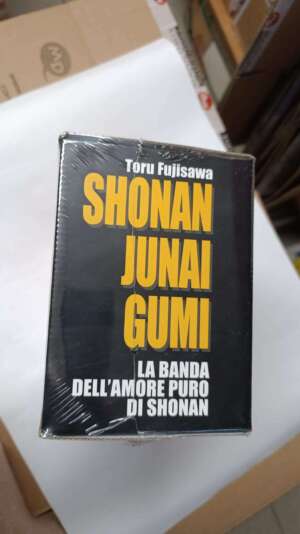 Toru Fujisawa
SHONAN
JUNAI
GUMI
LA BANDA
DELL'AMORE PURO
DI SHONAN